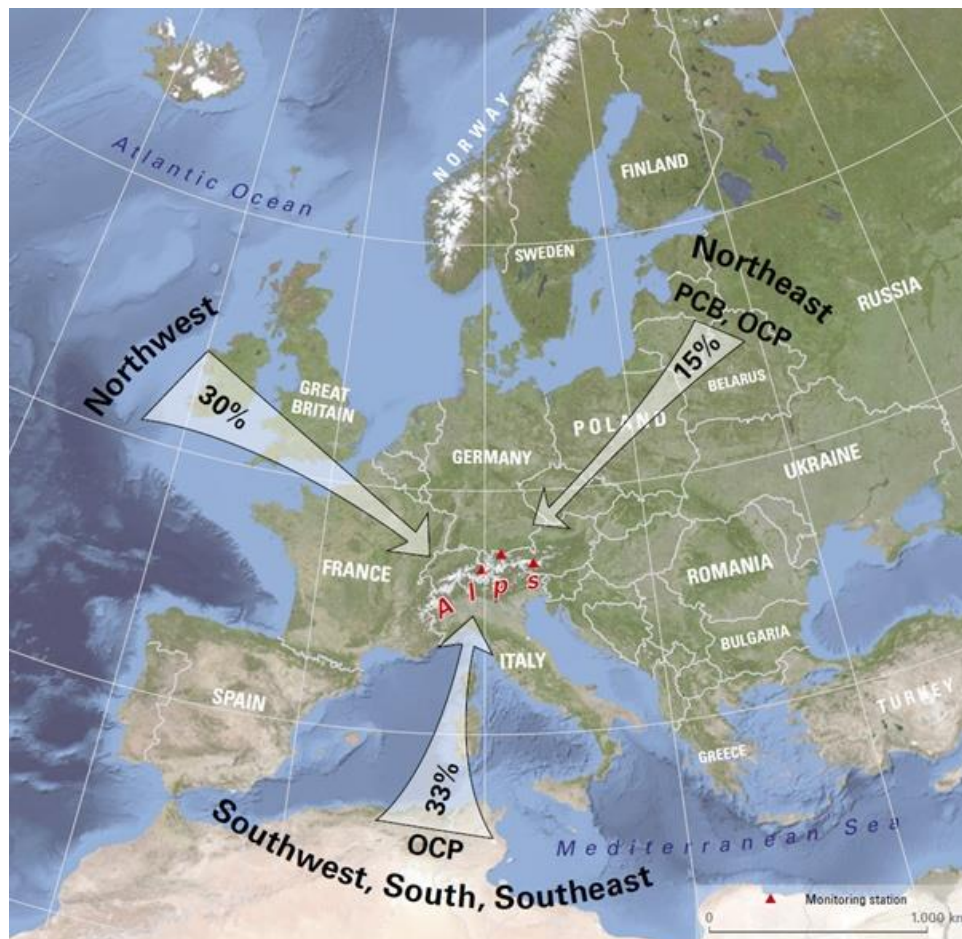 Atlantic Ocean
NORWAY
FINLAND
SWEDEN
Northeast
RUSSIA
PCB, OCP
15%
BELARUS
Northwest
30%
GREAT
BRITAIN
POLAND
GERMANY
UKRAINE
FRANCE
Alps
ROMANIA
BULGARIA
ITALY
SPAIN
TURKEY
GREECE
33%
OCP
Southwest, South, Southeast
Mediterranean Sea
Monitoring station
0 1.000 km